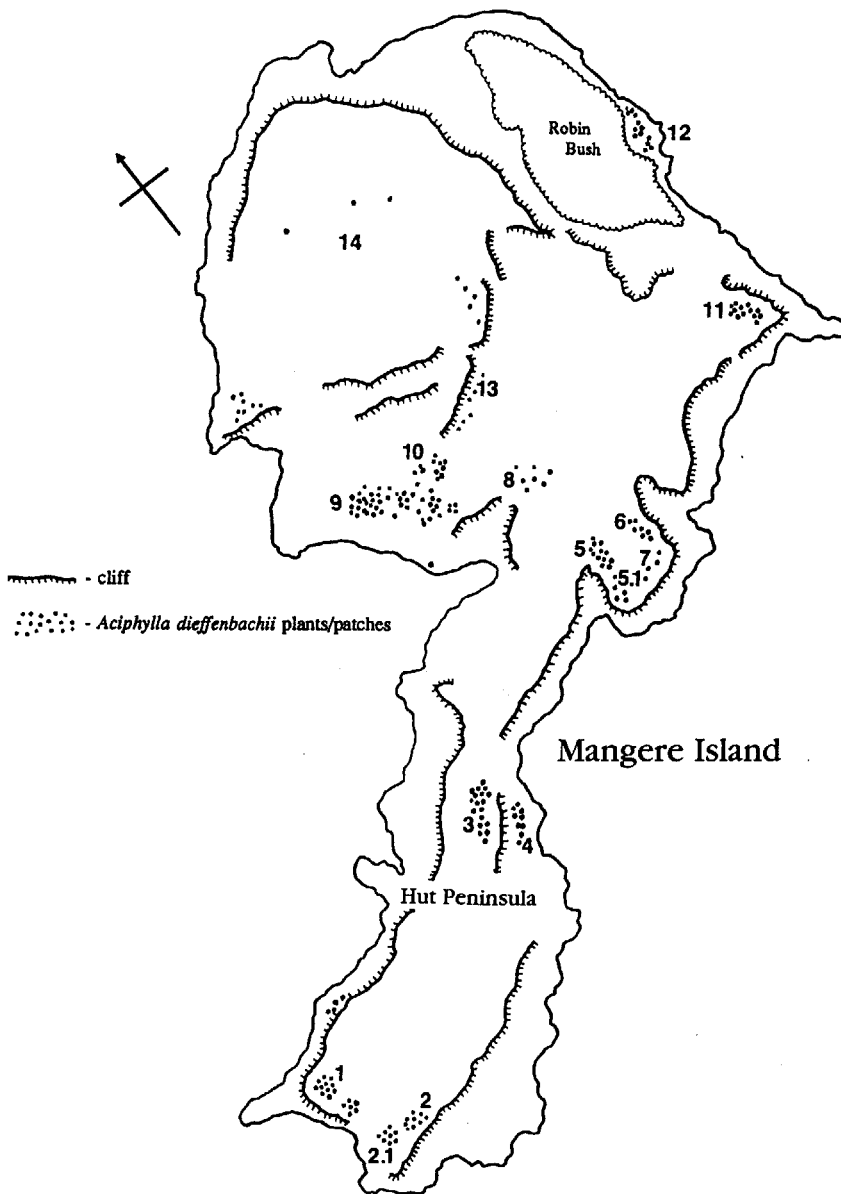 Robin
Bush
12
14
11
13
10
8
9
6
5
7
5.1
- cliff
- Aciphylla dieffenbachii plants/patches
Mangere Island
3
4
Hut Peninsula
1
2
2.1